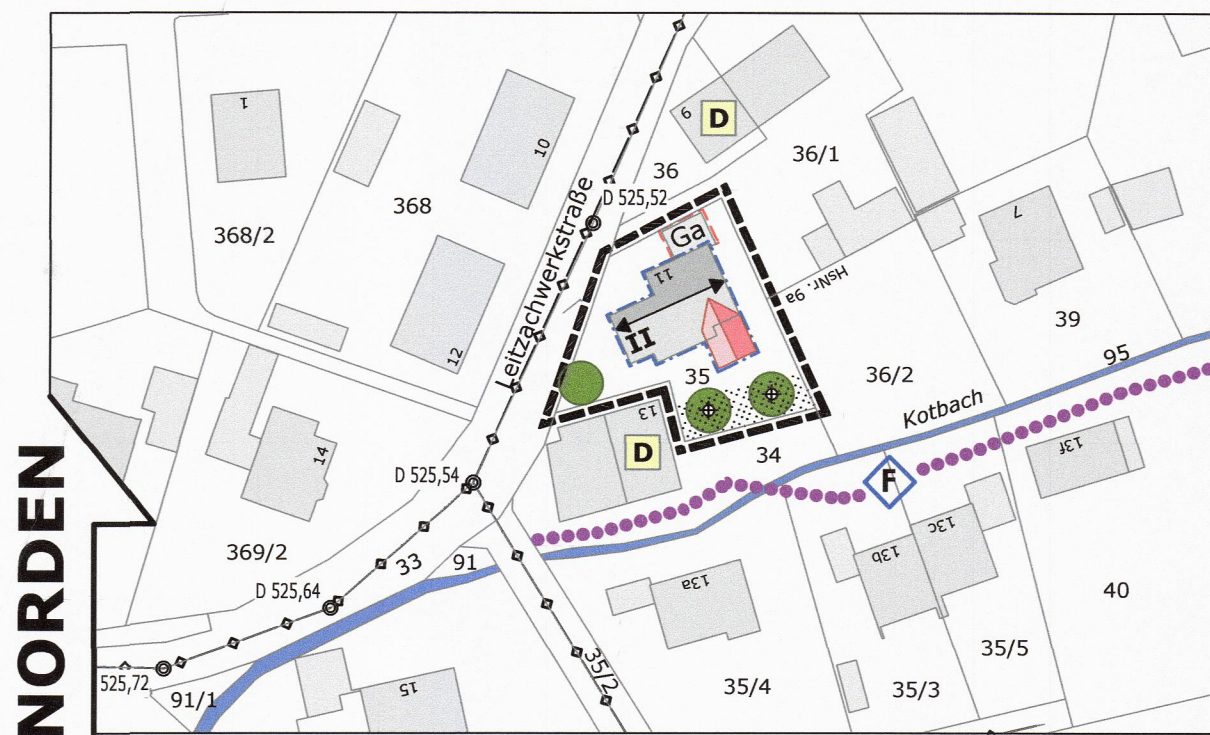 1
10
9
D
36/1
36
D 525,52
368
368/2
Leitzachwerkstraße
Ga
11
7
HsNr. 9a
II
39
12
35
36/2
95
Kotbach
13
D
14
34
13f
D 525,54
F
13c
13b
369/2
33
91
D 525,64
13a
40
NORDEN
35/2
35/5
525,72
91/1
15
35/4
35/3